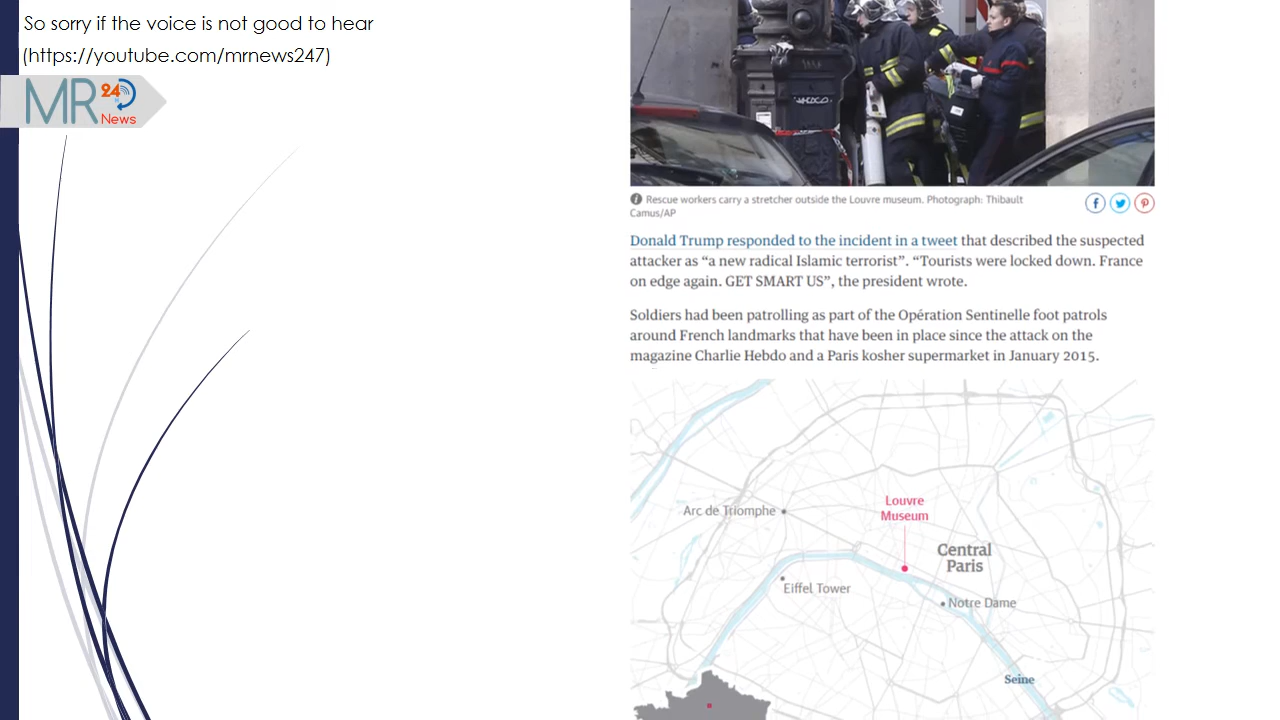 So sorry if the voice is not good to hear
(https://youtube.com/mrnews247)
MR 24
News
Rescue workers carry a stretcher outside the Louvre museum. Photograph: Thibault
Camus/AP
Donald Trump responded to the incident in a tweet that described the suspected
attacker as “a new radical Islamic terrorist”. “Tourists were locked down. France
on edge again. GET SMART US”, the president wrote.
Soldiers had been patrolling as part of the Opération Sentinelle foot patrols
around French landmarks that have been in place since the attack on the
magazine Charlie Hebdo and a Paris kosher supermarket in January 2015.
Louvre
Museum
Arc de Triomphe
Central
Paris
Eiffel Tower
Notre Dame
Seine